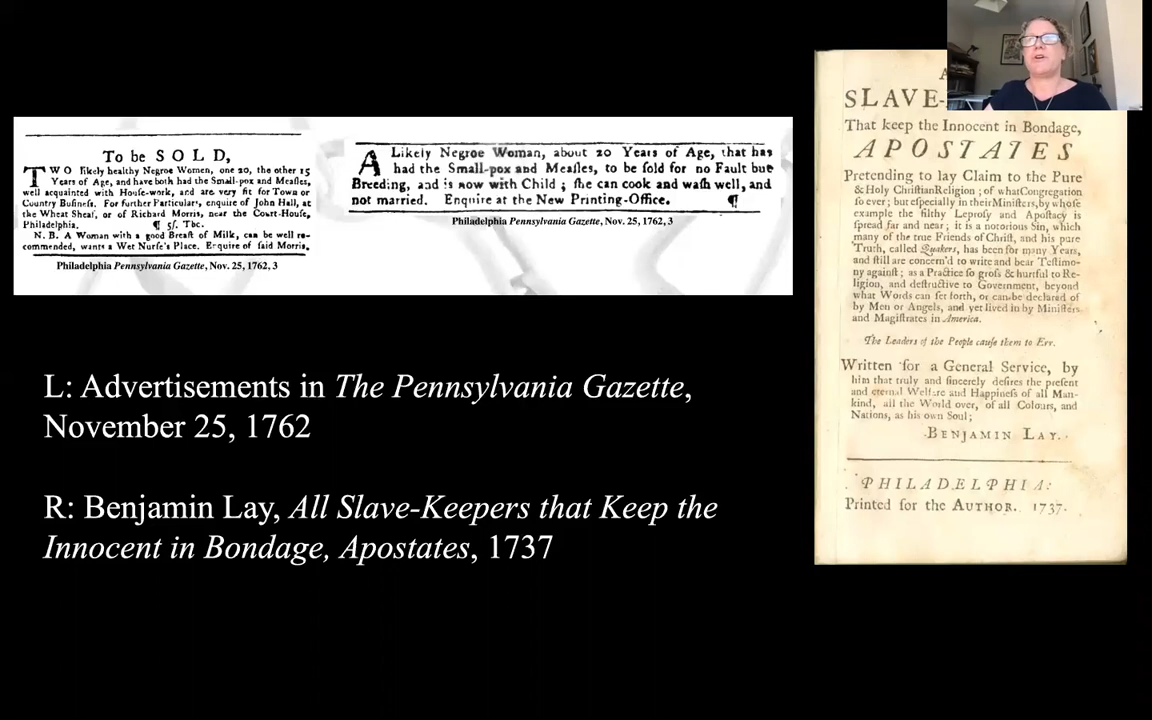 To be SOLD,
TWO likely healthy Negroe Women, one 20, the other 15
Years of Age, and have both had the Small-pox and Measles,
well acquainted with House-work, and are very fit for Town or
Country Business. For further Particulars, enquire of John Hall, at
the Wheat Sheaf, or of Richard Morris, near the Court-House,
Philadelphia. ¶ 5s. Tbc.
N. B. A Woman with a good Breast of Milk, can be well re-
commended, wants a Wet Nurse's Place. Enquire of said Morris.
Philadelphia Pennsylvania Gazette, Nov. 25, 1762, 3
A Likely Negroe Woman, about 20 Years of Age, that has
had the Small-pox and Measles, to be sold for no Fault but
Breeding, and is now with Child; she can cook and wash well, and
not married. Enquire at the New Printing-Office. ¶
Philadelphia Pennsylvania Gazette, Nov. 25, 1762, 3
L: Advertisements in The Pennsylvania Gazette,
November 25, 1762
R: Benjamin Lay, All Slave-Keepers that Keep the
Innocent in Bondage, Apostates, 1737
A
SLAVE-
That keep the Innocent in Bondage,
APOSTATES
Pretending to lay Claim to the Pure
& Holy Christian Religion; of what Congregation
so ever; but especially in their Ministers, by whose
example the filthy Leprosy and Apostacy is
spread far and near; it is a notorious Sin, which
many of the true Friends of Christ, and his pure
Truth, called Quakers, has been for many Years,
and still are concern'd to write and bear Testimo-
ny against; as a Practice so gross & hurtful to Re-
ligion, and destructive to Government, beyond
what Words can set forth, or can be declared of
by Men or Angels, and yet lived in by Ministers
and Magistrates in America.
The Leaders of the People cause them to Err.
Written for a General Service, by
him that truly and sincerely desires the present
and eternal Welfare and Happiness of all Man-
kind, all the World over, of all Colours, and
Nations, as his own Soul;
BENJAMIN LAY.
PHILADELPHIA:
Printed for the AUTHOR. 1737.